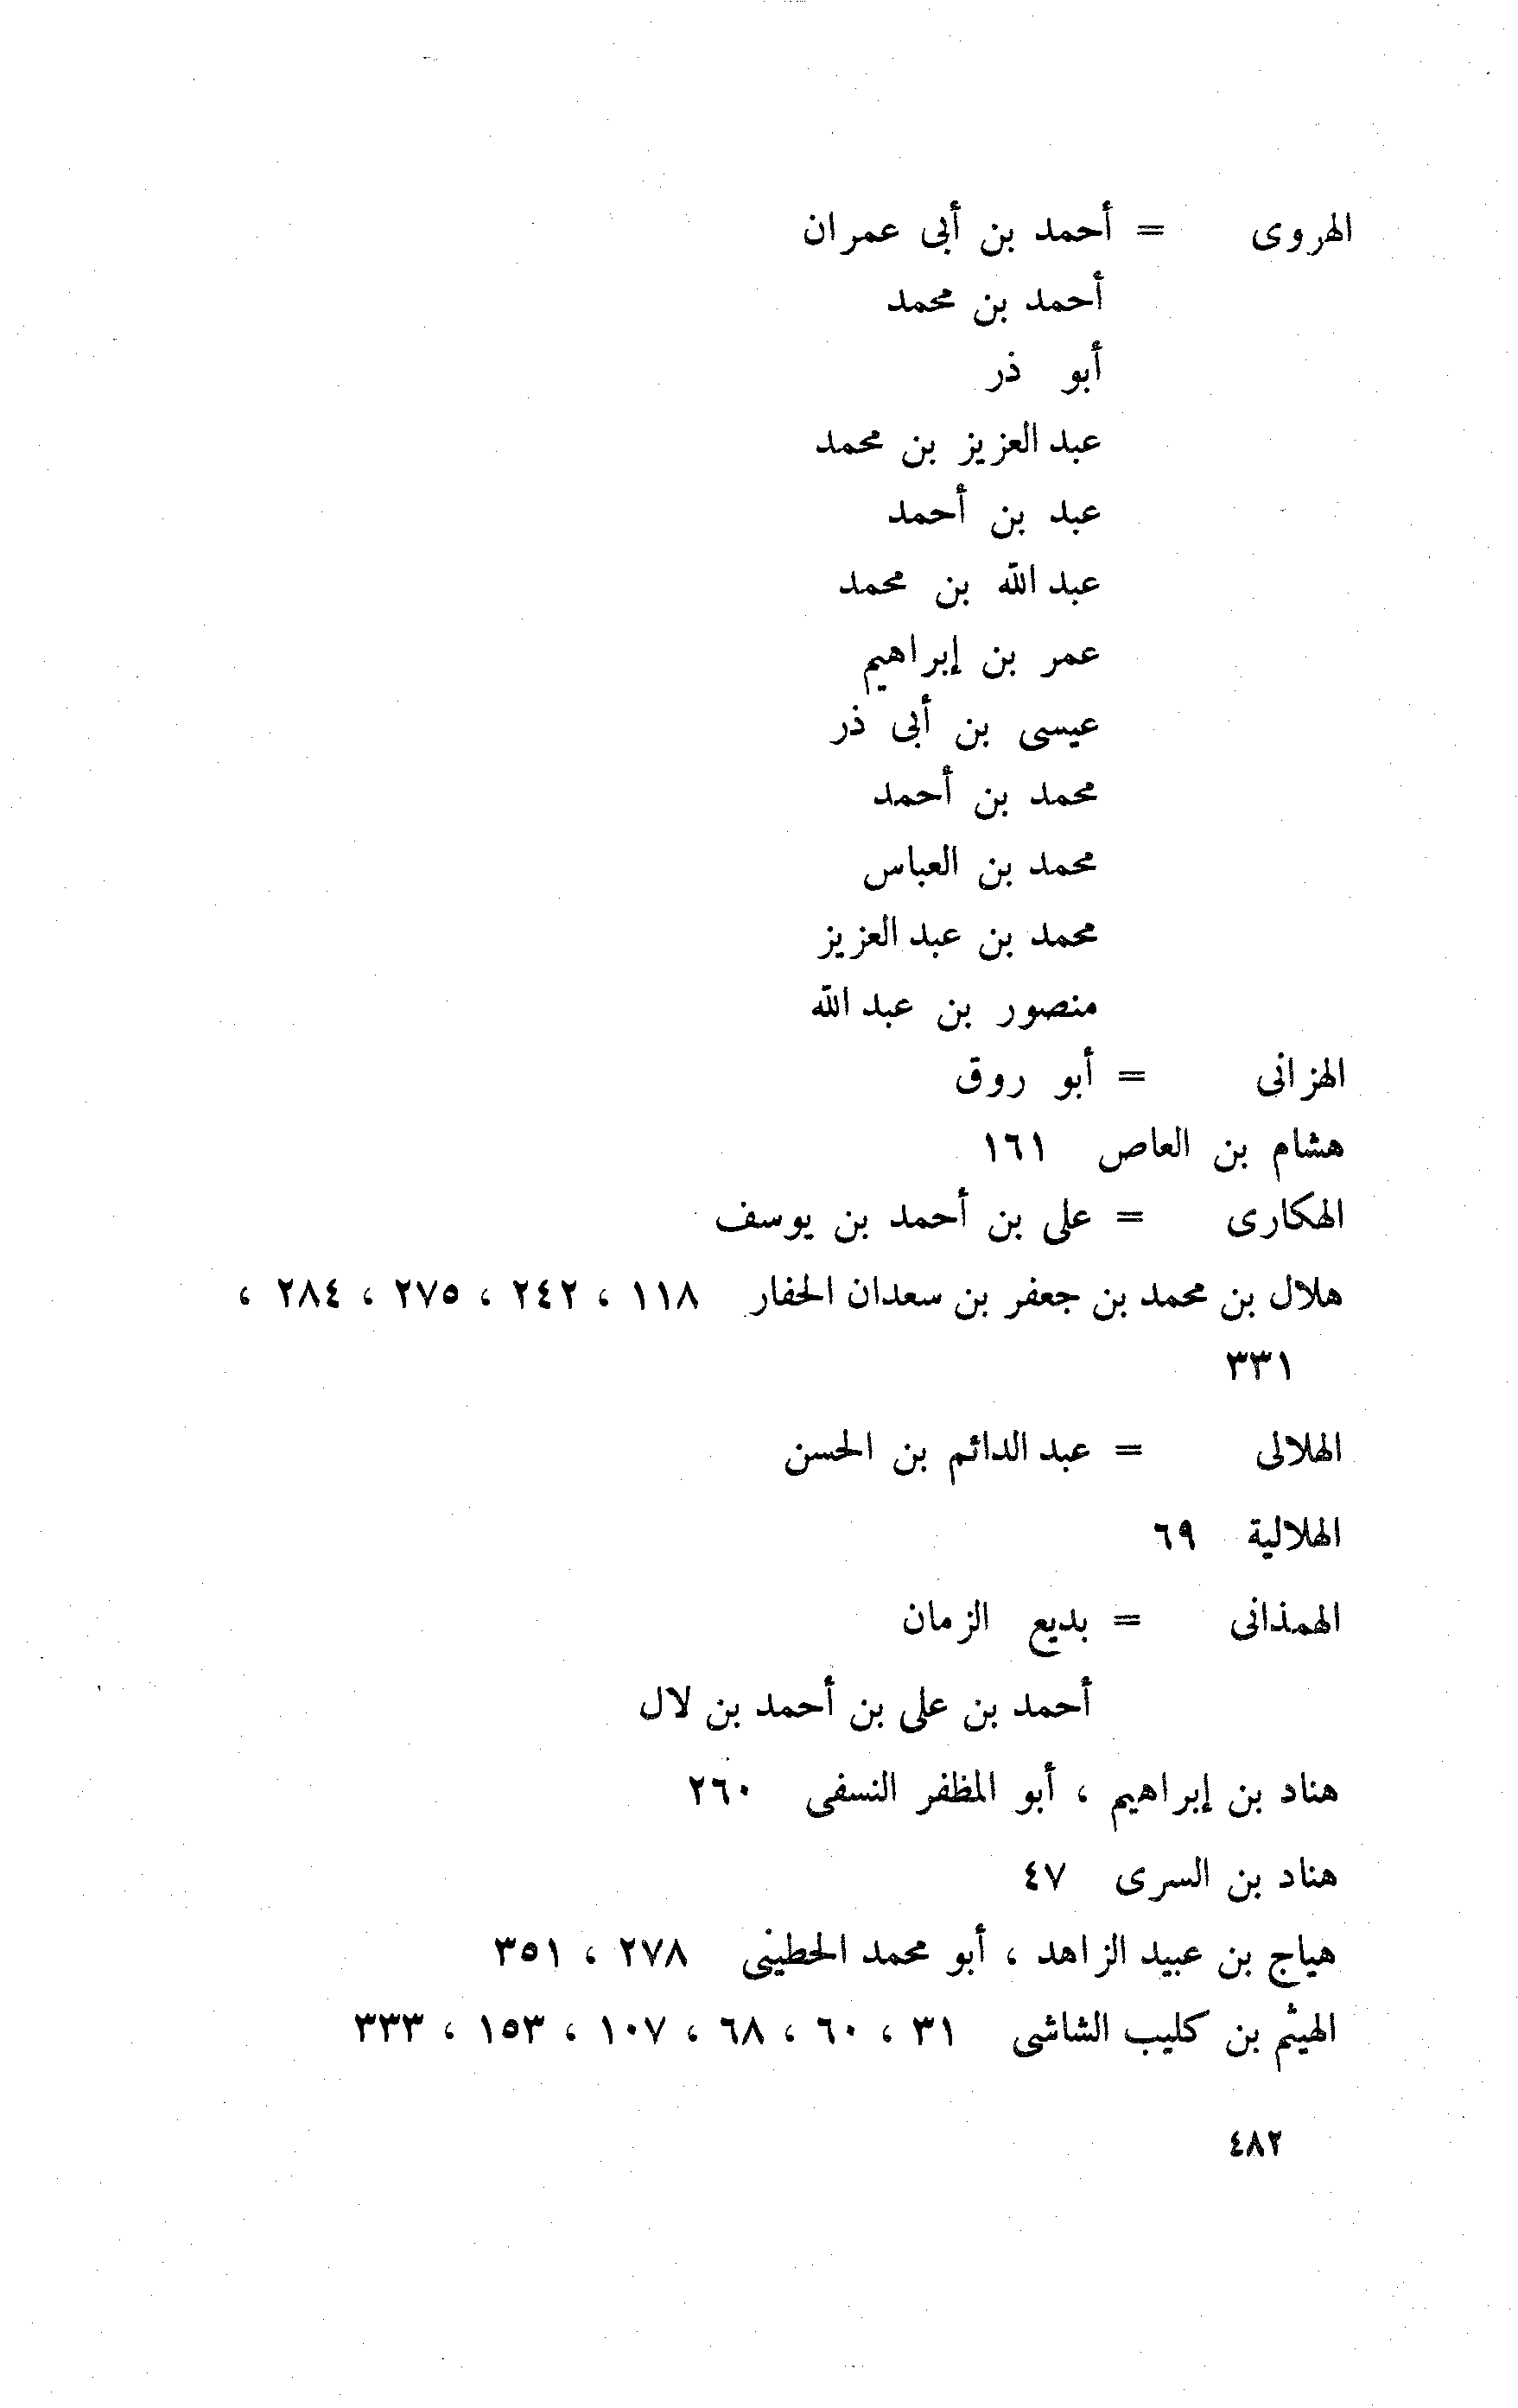 الهروى = أحمد بن أبى عمران
أحمد بن محمد
أبو ذر
عبد العزيز بن محمد
عبد بن أحمد
عبد الله بن محمد
عمر بن إبراهيم
عيسى بن أبى ذر
محمد بن أحمد
محمد بن العباس
محمد بن عبد العزيز
منصور بن عبد الله
الهزانى = أبو روق
هشام بن العاص ١٦١
الهكارى = على بن أحمد بن يوسف
هلال بن محمد بن جعفر بن سعدان الحفار ١١٨ ، ٢٤٢ ، ٢٧٥ ، ٢٨٤ ،
٣٣١
الهلالى = عبد الدائم بن الحسن
الهلالية ٦٩
الهمذانى = بديع الزمان
أحمد بن على بن أحمد بن لال
هناد بن إبراهيم ، أبو المظفر النسفى ٢٦٠
هناد بن السرى ٤٧
هياج بن عبيد الزاهد ، أبو محمد الحطينى ٢٧٨ ، ٣٥١
الهيثم بن كليب الشاشى ٣١ ، ٦٠ ، ٦٨ ، ١٠٧ ، ١٥٣ ، ٣٣٣
٤٨٢